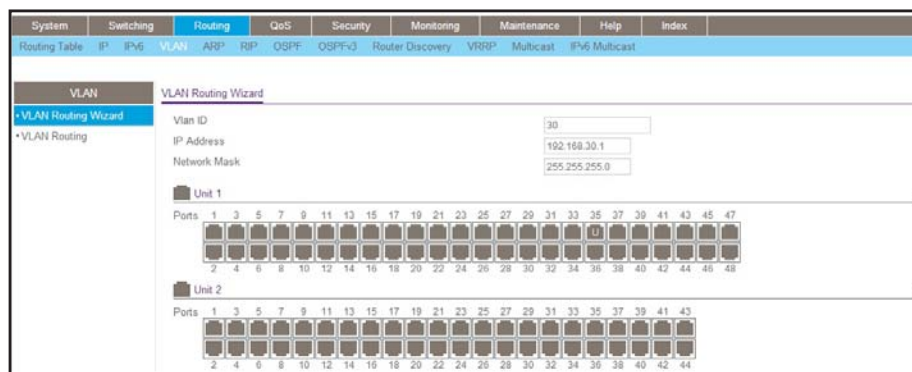 System Switching Routing QoS Security Monitoring Maintenance Help Index
Routing Table IP IPv6 VLAN ARP RIP OSPF OSPFv3 Router Discovery VRRP Multicast IPv6 Multicast
VLAN
• VLAN Routing Wizard
• VLAN Routing
VLAN Routing Wizard
Vlan ID 30
IP Address 192.168.30.1
Network Mask 255.255.255.0
Unit 1
Ports 1 3 5 7 9 11 13 15 17 19 21 23 25 27 29 31 33 35 37 39 41 43 45 47
U
2 4 6 8 10 12 14 16 18 20 22 24 26 28 30 32 34 36 38 40 42 44 46 48
Unit 2
Ports 1 3 5 7 9 11 13 15 17 19 21 23 25 27 29 31 33 35 37 39 41 43
2 4 6 8 10 12 14 16 18 20 22 24 26 28 30 32 34 36 38 40 42 44